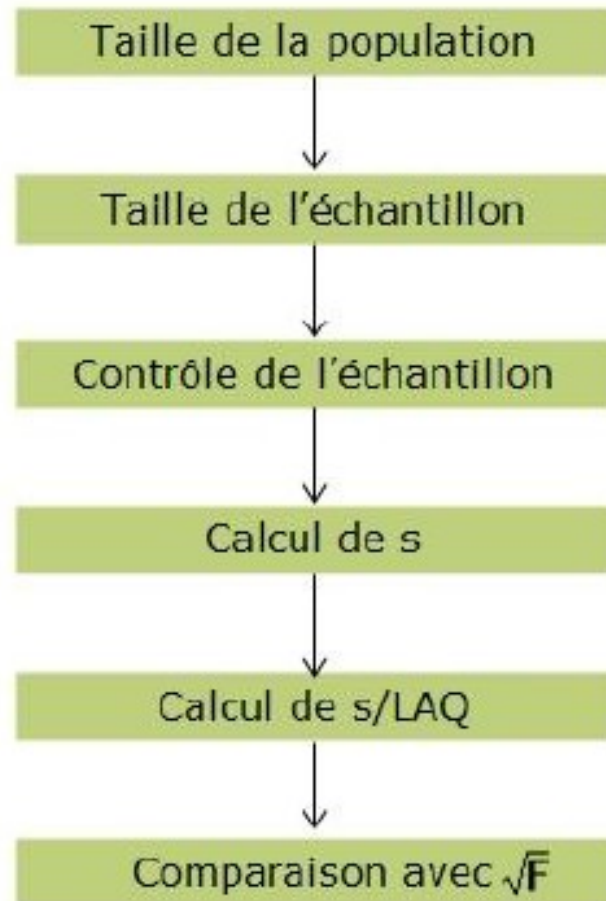 Taille de la population
Taille de l'échantillon
Contrôle de l'échantillon
Calcul de s
Calcul de s/LAQ
Comparaison avec √F